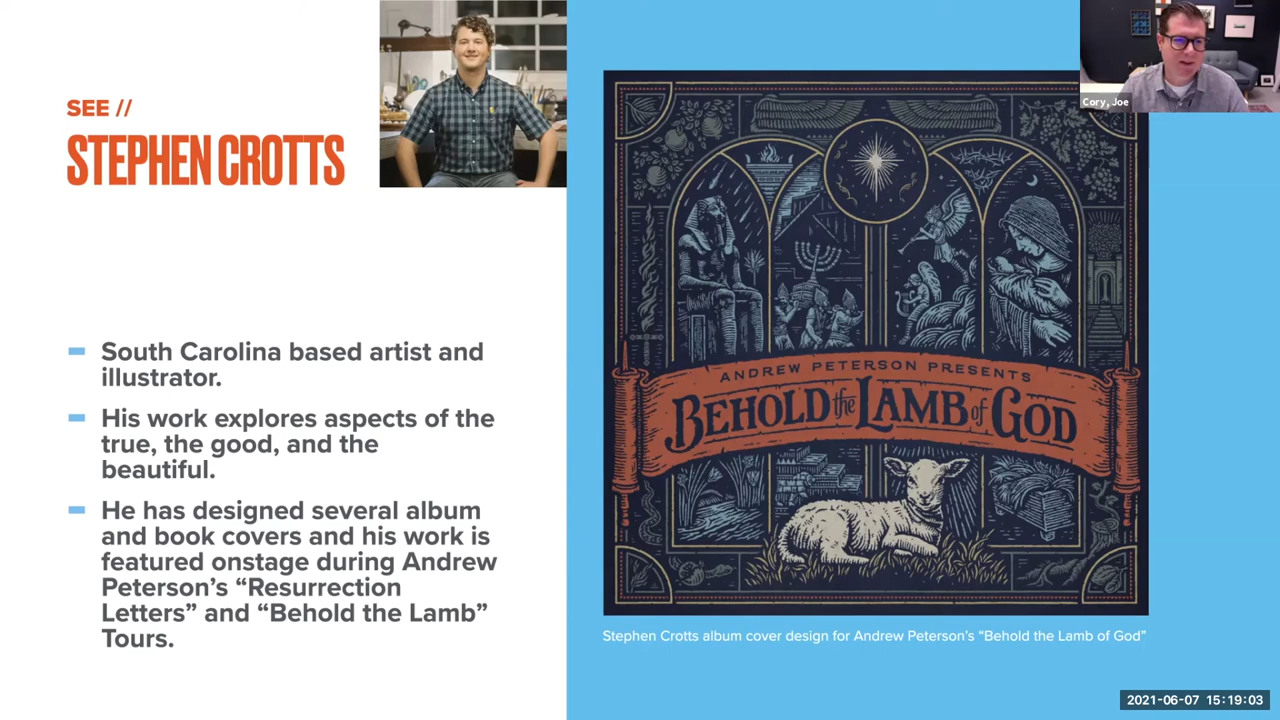 SEE //
STEPHEN CROTTS
South Carolina based artist and
illustrator.
His work explores aspects of the
true, the good, and the
beautiful.
He has designed several album
and book covers and his work is
featured onstage during Andrew
Peterson’s “Resurrection
Letters” and “Behold the Lamb”
Tours.
Cory, Joe
ANDREW PETERSON PRESENTS
BEHOLD the LAMB of GOD
Stephen Crotts album cover design for Andrew Peterson’s “Behold the Lamb of God”
2021-06-07 15:19:03